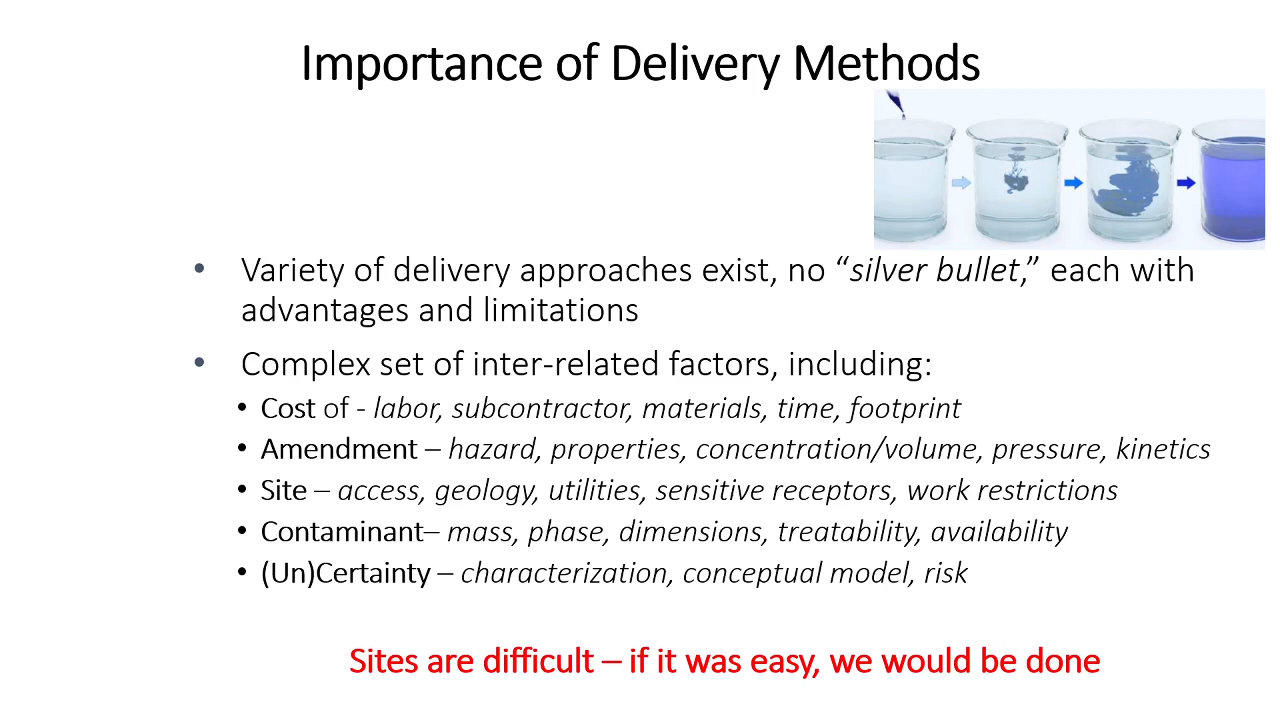 Importance of Delivery Methods
• Variety of delivery approaches exist, no “silver bullet,” each with
advantages and limitations
• Complex set of inter-related factors, including:
• Cost of - labor, subcontractor, materials, time, footprint
• Amendment – hazard, properties, concentration/volume, pressure, kinetics
• Site – access, geology, utilities, sensitive receptors, work restrictions
• Contaminant– mass, phase, dimensions, treatability, availability
• (Un)Certainty – characterization, conceptual model, risk
Sites are difficult – if it was easy, we would be done